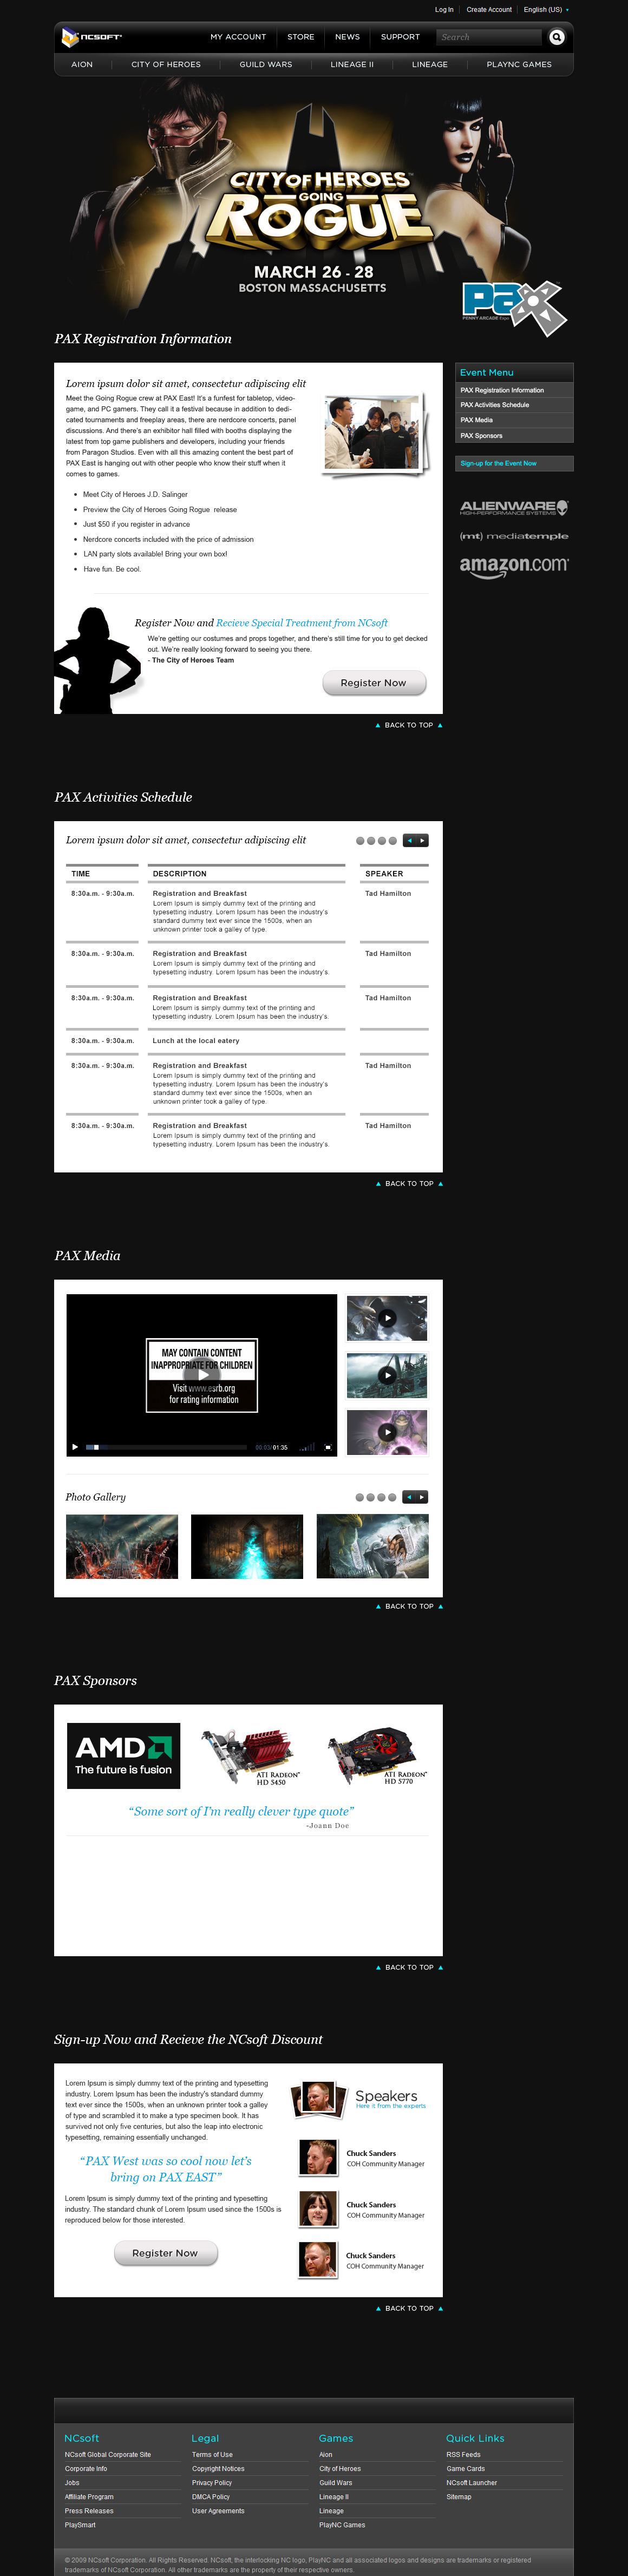 Log In
Create Account
English (US)
NCSOFT
MY ACCOUNT
STORE
NEWS
SUPPORT
Search
AION
CITY OF HEROES
GUILD WARS
LINEAGE II
LINEAGE
PLAYNC GAMES
CITY OF HEROES
GOING
ROGUE
MARCH 26 - 28
BOSTON MASSACHUSETTS
PAX
PENNY ARCADE Expo
PAX Registration Information
Lorem ipsum dolor sit amet, consectetur adipiscing elit
Meet the Going Rogue crew at PAX East! It's a funfest for tabletop, video-
game, and PC gamers. They call it a festival because in addition to dedi-
cated tournaments and freeplay areas, there are nerdcore concerts, panel
discussions. And there's an exhibitor hall filled with booths displaying the
latest from top game publishers and developers, including your friends
from Paragon Studios. Even with all this amazing content the best part of
PAX East is hanging out with other people who know their stuff when it
comes to games.
• Meet City of Heroes J.D. Salinger
• Preview the City of Heroes Going Rogue release
• Just $50 if you register in advance
• Nerdcore concerts included with the price of admission
• LAN party slots available! Bring your own box!
• Have fun. Be cool.
Register Now and Recieve Special Treatment from NCsoft
We're getting our costumes and props together, and there's still time for you to get decked
out. We're really looking forward to seeing you there.
- The City of Heroes Team
Register Now
BACK TO TOP
Event Menu
PAX Registration Information
PAX Activities Schedule
PAX Media
PAX Sponsors
Sign-up for the Event Now
ALIENWARE
HIGH-PERFORMANCE SYSTEMS
(mt) mediatemple
amazon.com
PAX Activities Schedule
Lorem ipsum dolor sit amet, consectetur adipiscing elit
TIME
DESCRIPTION
SPEAKER
8:30a.m. - 9:30a.m.
Registration and Breakfast
Tad Hamilton
Lorem Ipsum is simply dummy text of the printing and
typesetting industry. Lorem Ipsum has been the industry's
standard dummy text ever since the 1500s, when an
unknown printer took a galley of type.
8:30a.m. - 9:30a.m.
Registration and Breakfast
Tad Hamilton
Lorem Ipsum is simply dummy text of the printing and
typesetting industry. Lorem Ipsum has been the industry's.
8:30a.m. - 9:30a.m.
Registration and Breakfast
Tad Hamilton
Lorem Ipsum is simply dummy text of the printing and
typesetting industry. Lorem Ipsum has been the industry's.
8:30a.m. - 9:30a.m.
Lunch at the local eatery
8:30a.m. - 9:30a.m.
Registration and Breakfast
Tad Hamilton
Lorem Ipsum is simply dummy text of the printing and
typesetting industry. Lorem Ipsum has been the industry's
standard dummy text ever since the 1500s, when an
unknown printer took a galley of type.
8:30a.m. - 9:30a.m.
Registration and Breakfast
Tad Hamilton
Lorem Ipsum is simply dummy text of the printing and
typesetting industry. Lorem Ipsum has been the industry's.
BACK TO TOP
PAX Media
MAY CONTAIN CONTENT
INAPPROPRIATE FOR CHILDREN
Visit www.esrb.org
for rating information
00:03/ 01:35
Photo Gallery
BACK TO TOP
PAX Sponsors
AMD
The future is fusion
ATI RADEON™
HD 5450
ATI RADEON™
HD 5770
“Some sort of I'm really clever type quote”
-Joann Doe
BACK TO TOP
Sign-up Now and Recieve the NCsoft Discount
Lorem Ipsum is simply dummy text of the printing and typesetting
industry. Lorem Ipsum has been the industry's standard dummy
text ever since the 1500s, when an unknown printer took a galley
of type and scrambled it to make a type specimen book. It has
survived not only five centuries, but also the leap into electronic
typesetting, remaining essentially unchanged.
“PAX West was so cool now let's
bring on PAX EAST”
Lorem Ipsum is simply dummy text of the printing and typesetting
industry. The standard chunk of Lorem Ipsum used since the 1500s is
reproduced below for those interested.
Register Now
Speakers
Here it from the experts
Chuck Sanders
COH Community Manager
Chuck Sanders
COH Community Manager
Chuck Sanders
COH Community Manager
BACK TO TOP
NCsoft
NCsoft Global Corporate Site
Corporate Info
Jobs
Affiliate Program
Press Releases
PlaySmart
Legal
Terms of Use
Copyright Notices
Privacy Policy
DMCA Policy
User Agreements
Games
Aion
City of Heroes
Guild Wars
Lineage II
Lineage
PlayNC Games
Quick Links
RSS Feeds
Game Cards
NCsoft Launcher
Sitemap
© 2009 NCsoft Corporation. All Rights Reserved. NCsoft, the interlocking NC logo, PlayNC and all associated logos and designs are trademarks or registered
trademarks of NCsoft Corporation. All other trademarks are the property of their respective owners.